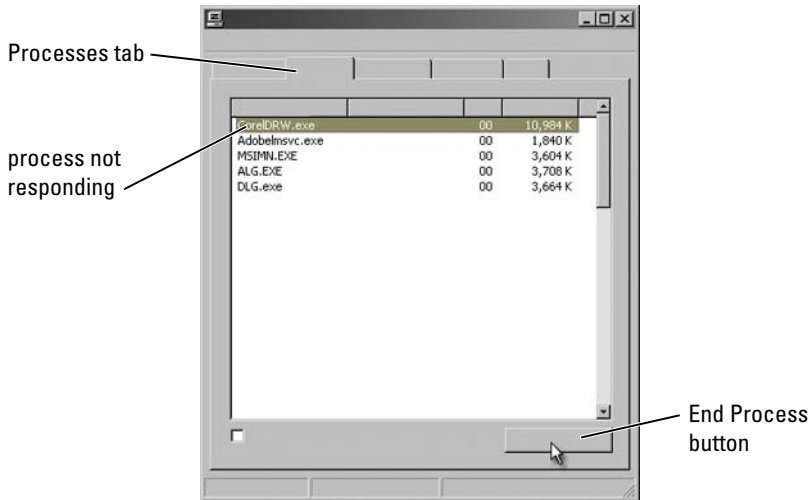 Processes tab
process not
responding
CorelDRW.exe 00 10,984 K
Adobelmsvc.exe 00 1,840 K
MSIMN.EXE 00 3,604 K
ALG.EXE 00 3,708 K
DLG.exe 00 3,664 K
End Process
button